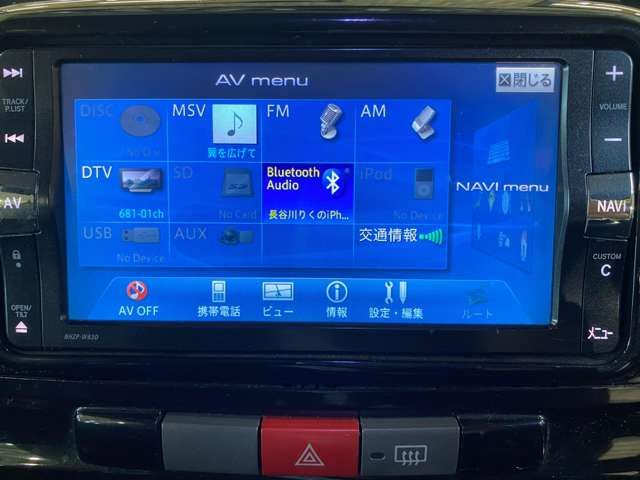 AV menu
閉じる
DISC
No Disc
MSV
翼を広げて
FM
AM
DTV
681-01ch
SD
No Card
Bluetooth
Audio
長谷川りくのiPh...
iPod
No Device
USB
No Device
AUX
交通情報
NAVI menu
AV OFF
携帯電話
ビュー
情報
設定・編集
ルート
TRACK/
P.LIST
AV
OPEN/
TILT
VOLUME
NAVI
CUSTOM
C
メニュー